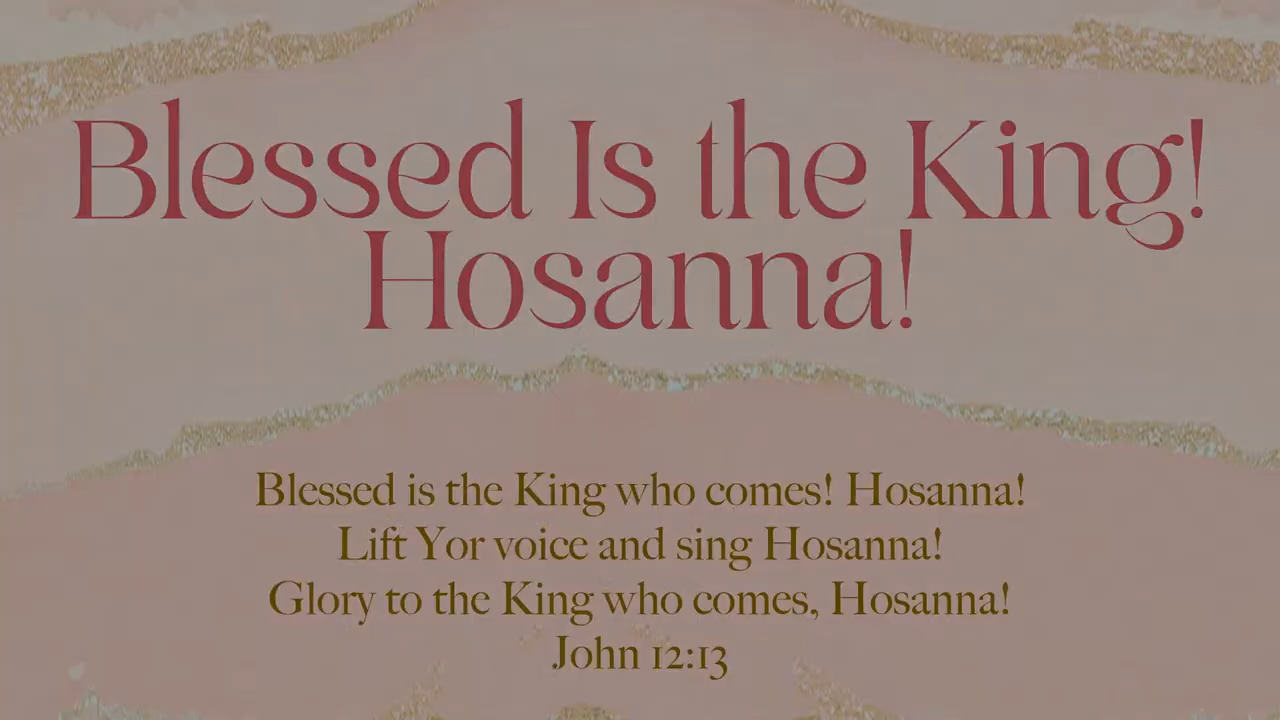 Blessed Is the King!
Hosanna!
Blessed is the King who comes! Hosanna!
Lift Yor voice and sing Hosanna!
Glory to the King who comes, Hosanna!
John 12:13